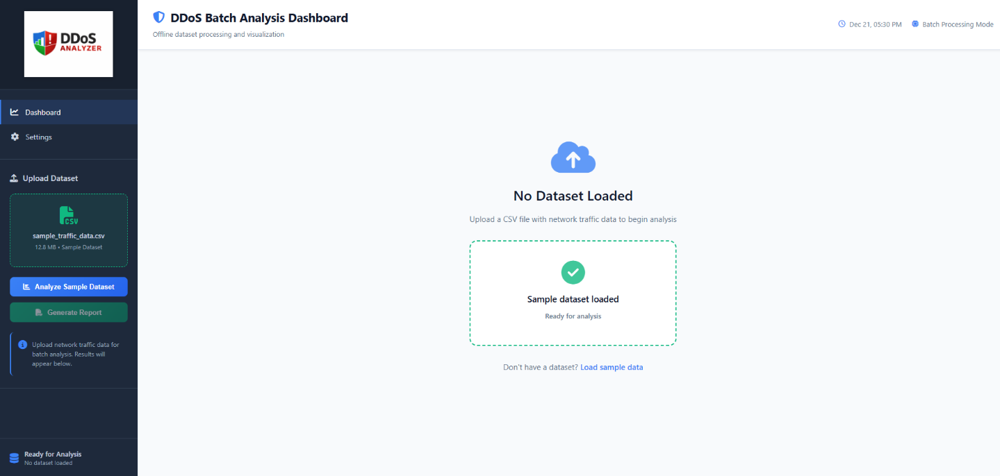 DDoS
ANALYZER
Dashboard
Settings
Upload Dataset
CSV
sample_traffic_data.csv
12.8 MB • Sample Dataset
Analyze Sample Dataset
Generate Report
Upload network traffic data for
batch analysis. Results will
appear below.
Ready for Analysis
No dataset loaded
DDoS Batch Analysis Dashboard
Offline dataset processing and visualization
Dec 21, 05:30 PM
Batch Processing Mode
No Dataset Loaded
Upload a CSV file with network traffic data to begin analysis
Sample dataset loaded
Ready for analysis
Don't have a dataset? Load sample data